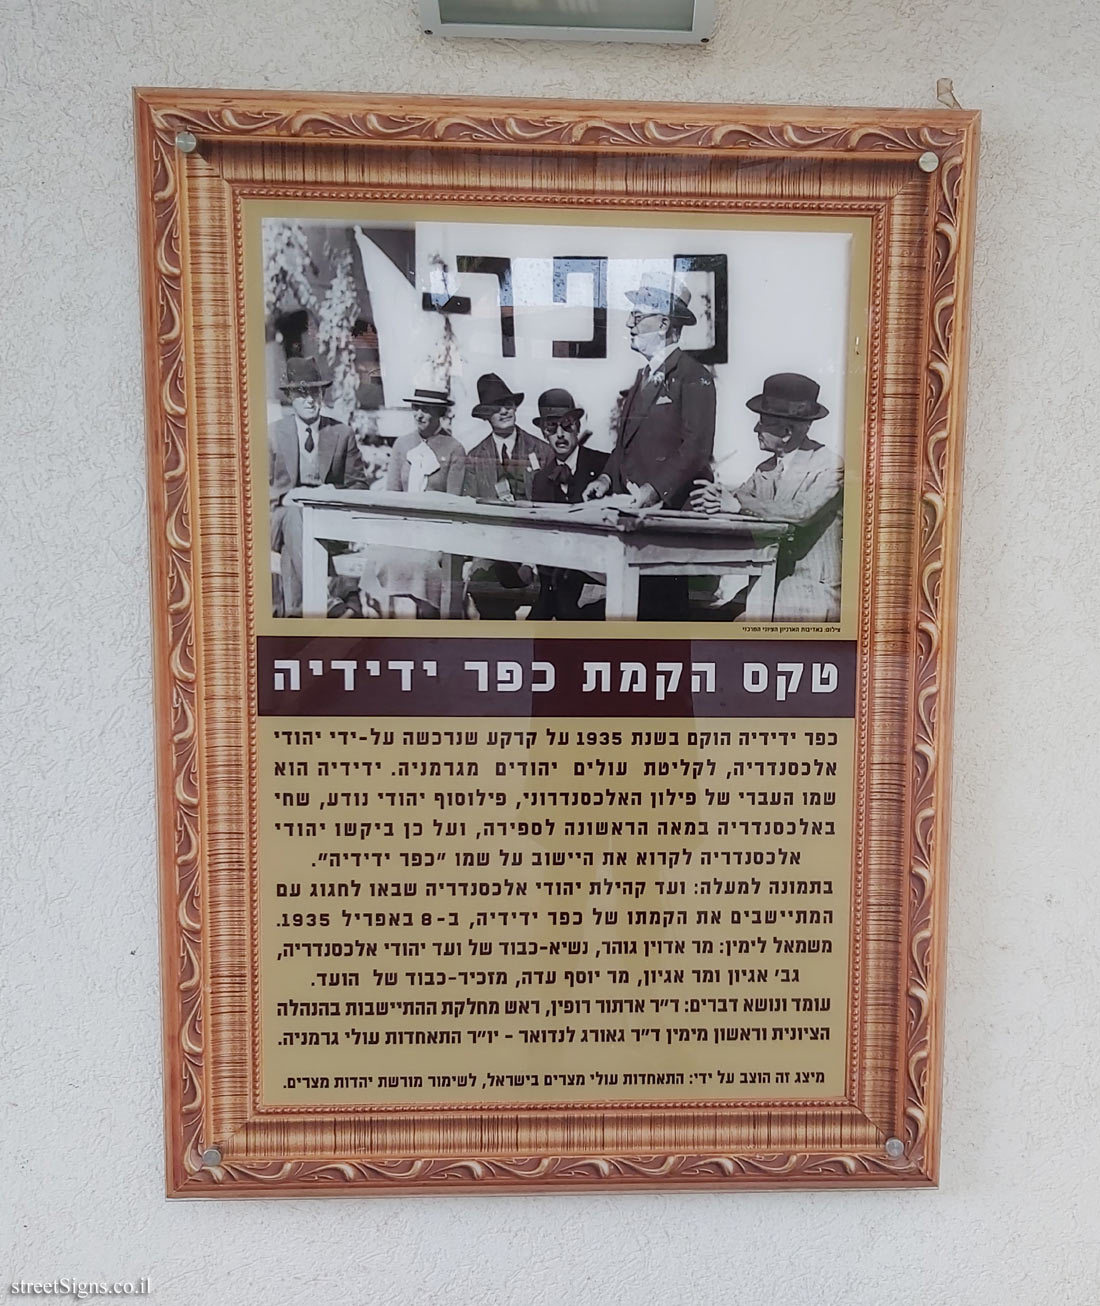 כפר
צילום: באדיבות הארכיון הציוני המרכזי
טקס הקמת כפר ידידיה
כפר ידידיה הוקם בשנת 1935 על קרקע שנרכשה על-ידי יהודי
אלכסנדריה, לקליטת עולים יהודים מגרמניה. ידידיה הוא
שמו העברי של פילון האלכסנדרוני, פילוסוף יהודי נודע, שחי
באלכסנדריה במאה הראשונה לספירה, ועל כן ביקשו יהודי
אלכסנדריה לקרוא את היישוב על שמו "כפר ידידיה".
בתמונה למעלה: ועד קהילת יהודי אלכסנדריה שבאו לחגוג עם
המתיישבים את הקמתו של כפר ידידיה, ב-8 באפריל 1935.
משמאל לימין: מר אדוין גוהר, נשיא-כבוד של ועד יהודי אלכסנדריה,
גב' אגיון ומר אגיון, מר יוסף עדה, מזכיר-כבוד של הועד.
עומד ונושא דברים: ד"ר ארתור רופין, ראש מחלקת ההתיישבות בהנהלה
הציונית וראשון מימין ד"ר גאורג לנדואר - יו"ר התאחדות עולי גרמניה.
מיצג זה הוצב על ידי: התאחדות עולי מצרים בישראל, לשימור מורשת יהדות מצרים.
streetSigns.co.il